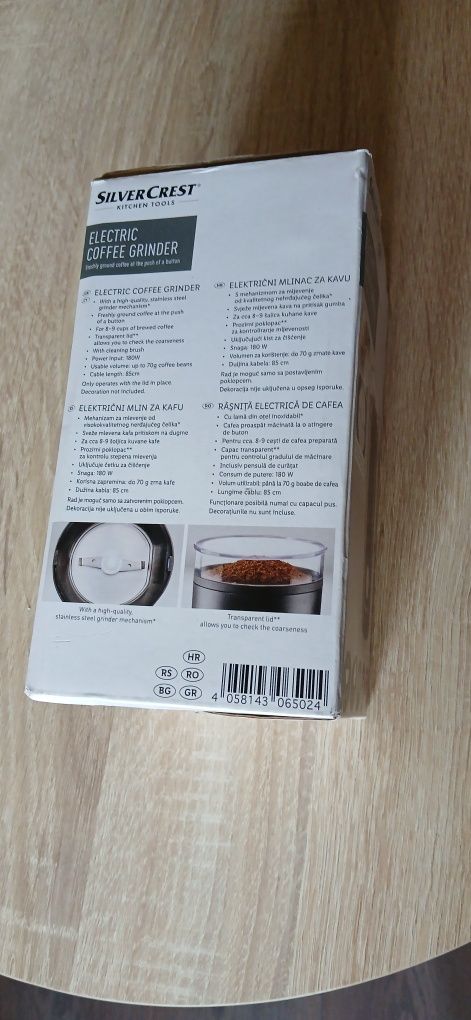 SILVERCREST®
KITCHEN TOOLS
ELECTRIC
COFFEE GRINDER
freshly ground coffee at the push of a button
ELECTRIC COFFEE GRINDER
• With a high-quality, stainless steel
grinder mechanism*
• Freshly ground coffee at the push
of a button
• For 8-9 cups of brewed coffee
• Transparent lid**
allows you to check the coarseness
• With cleaning brush
• Power input: 180W
• Usable volume: up to 70g coffee beans
• Cable length: 85cm
Only operates with the lid in place.
Decoration not included.
HR ELEKTRIČNI MLINAC ZA KAVU
• S mehanizmom za mljevenje
od kvalitetnog nehrđajućeg čelika*
• Svježe mljevena kava na pritisak gumba
• Za cca 8-9 šalica kuhane kave
• Prozirni poklopac**
za kontroliranje mljevenosti
• Uključujući kist za čišćenje
• Snaga: 180 W
• Volumen za korištenje: do 70 g zrnate kave
• Duljina kabela: 85 cm
Rad je moguć samo sa postavljenim
poklopcem.
Dekoracija nije uključena u opseg isporuke.
ELEKTRIČNI MLIN ZA KAFU
• Mehanizam za mlevenje od
visokokvalitetnog nerđajućeg čelika*
• Sveže mlevena kafa pritiskom na dugme
• Za cca 8-9 šoljica kuvane kafe
• Prozirni poklopac**
za kontrolu stepena mlevenja
• Uključuje četku za čišćenje
• Snaga: 180 W
• Korisna zapremina: do 70 g zrna kafe
• Dužina kabla: 85 cm
Rad je moguć samo sa zatvorenim poklopcem.
Dekoracija nije uključena u obim isporuke.
RO RÂȘNIȚĂ ELECTRICĂ DE CAFEA
• Cu lamă din oțel inoxidabil*
• Cafea proaspăt măcinată la o atingere
de buton
• Pentru cca. 8-9 cești de cafea preparată
• Capac transparent**
pentru controlul gradului de măcinare
• Inclusiv pensulă de curățat
• Consum de putere: 180 W
• Volum utilizabil: până la 70 g boabe de cafea
• Lungime cablu: 85 cm
Funcționare posibilă numai cu capacul pus.
Decorațiunile nu sunt incluse.
With a high-quality,
stainless steel grinder mechanism*
Transparent lid**
allows you to check the coarseness
HR
RS RO
BG GR
4 058143 065024